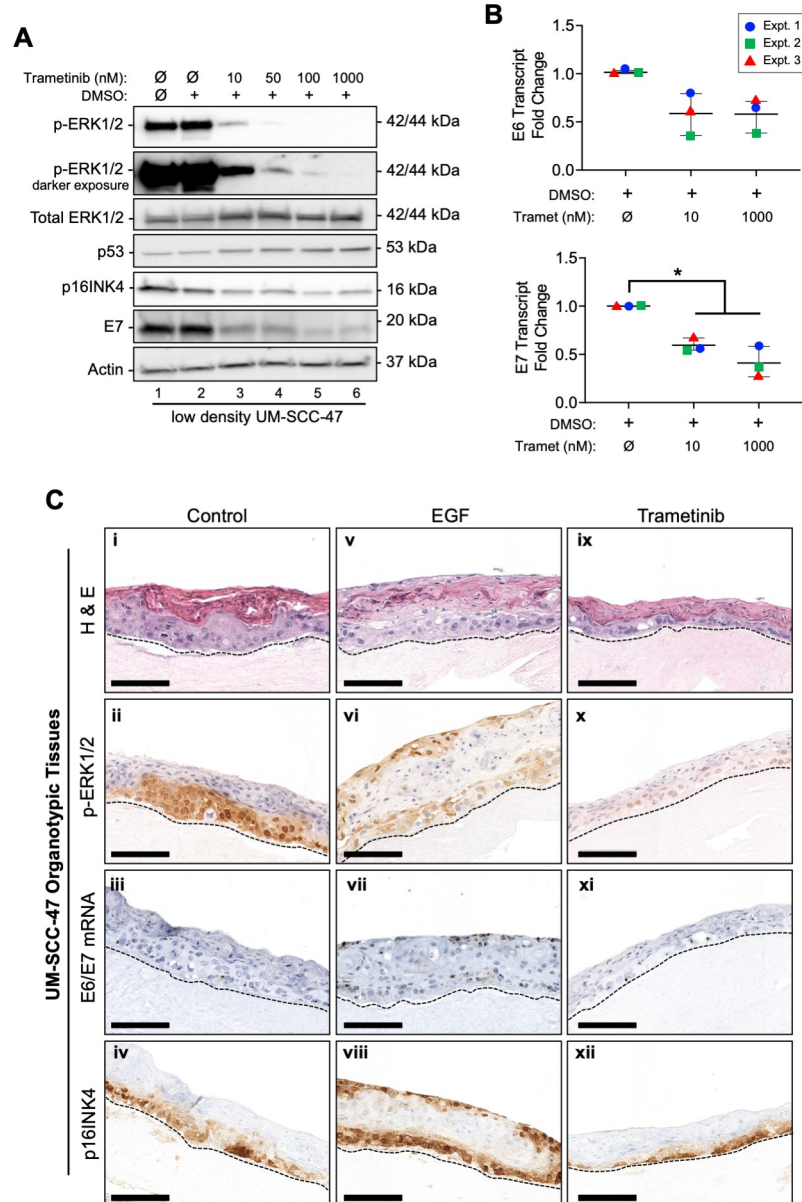 A
Trametinib (nM): Ø Ø 10 50 100 1000
DMSO: Ø + + + + +
p-ERK1/2 42/44 kDa
p-ERK1/2 42/44 kDa
darker exposure
Total ERK1/2 42/44 kDa
p53 53 kDa
p16INK4 16 kDa
E7 20 kDa
Actin 37 kDa
1 2 3 4 5 6
low density UM-SCC-47
B
Expt. 1
Expt. 2
Expt. 3
E6 Transcript
Fold Change
1.5
1.0
0.5
0.0
DMSO: + + +
Tramet (nM): Ø 10 1000
E7 Transcript
Fold Change
1.5
1.0
0.5
0.0
*
DMSO: + + +
Tramet (nM): Ø 10 1000
C
Control EGF Trametinib
UM-SCC-47 Organotypic Tissues
H & E
i v ix
p-ERK1/2
ii vi x
E6/E7 mRNA
iii vii xi
p16INK4
iv viii xii